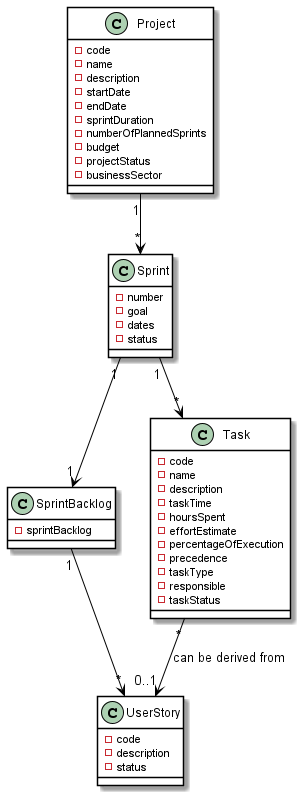 C Project
code
name
description
startDate
endDate
sprintDuration
numberOfPlannedSprints
budget
projectStatus
businessSector
1
*
C Sprint
number
goal
dates
status
1 1
1 *
C Task
code
name
description
taskTime
hoursSpent
effortEstimate
percentageOfExecution
precedence
taskType
responsible
taskStatus
C SprintBacklog
sprintBacklog
1 *
can be derived from
* 0..1
C UserStory
code
description
status